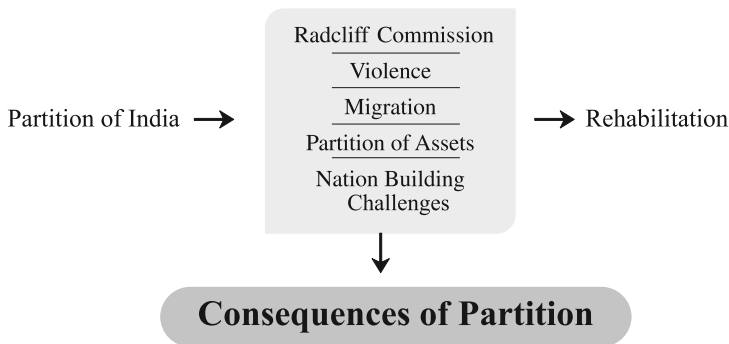 Radcliff Commission
Violence
Partition of India
Migration
Rehabilitation
Partition of Assets
Nation Building
Challenges
Consequences of Partition